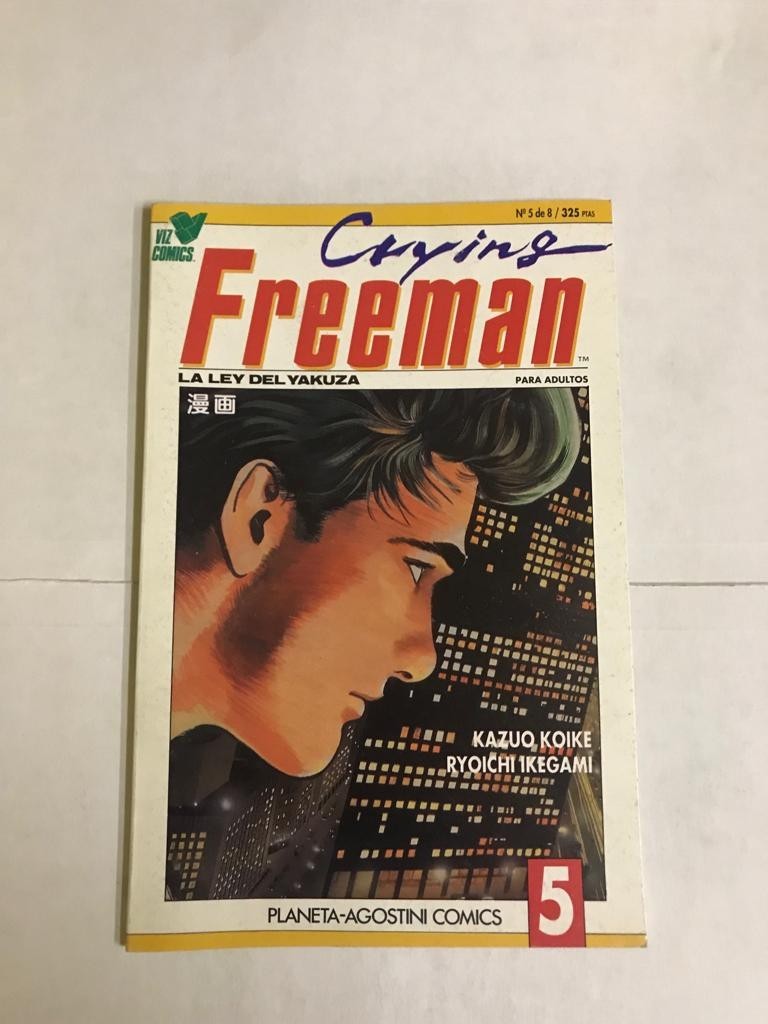 Nº 5 de 8 / 325 PTAS
VIZ
COMICS
Crying
Freeman
™
LA LEY DEL YAKUZA
PARA ADULTOS
漫画
KAZUO KOIKE
RYOICHI IKEGAMI
PLANETA-AGOSTINI COMICS
5